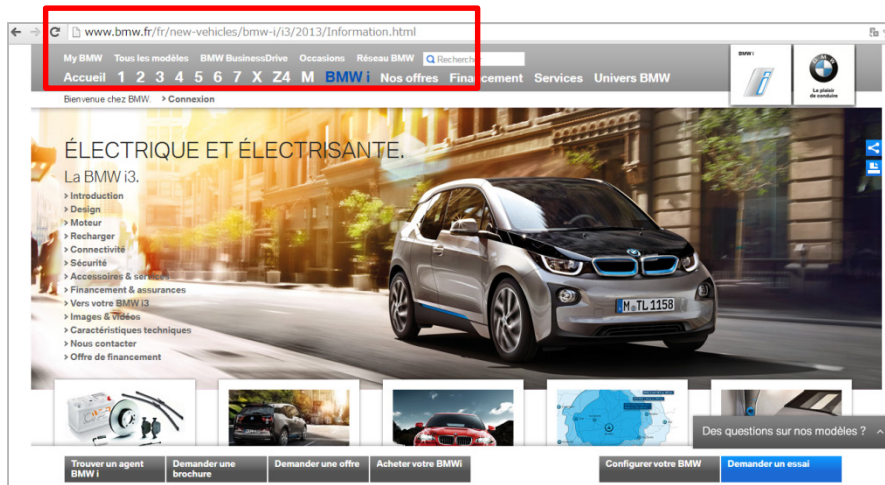 www.bmw.fr/fr/new-vehicles/bmw-i/i3/2013/Information.html
My BMW Tous les modèles BMW BusinessDrive Occasions Réseau BMW Rechercher
Accueil 1 2 3 4 5 6 7 X Z4 M BMW i Nos offres Financement Services Univers BMW
BMW i
Le plaisir
de conduire
Bienvenue chez BMW. > Connexion
ÉLECTRIQUE ET ÉLECTRISANTE.
La BMW i3.
> Introduction
> Design
> Moteur
> Recharger
> Connectivité
> Sécurité
> Accessoires & services
> Financement & assurances
> Vers votre BMW i3
> Images & vidéos
> Caractéristiques techniques
> Nous contacter
> Offre de financement
M TL 1158
Des questions sur nos modèles ?
Trouver un agent
BMW i
Demander une
brochure
Demander une offre
Acheter votre BMWi
Configurer votre BMW
Demander un essai